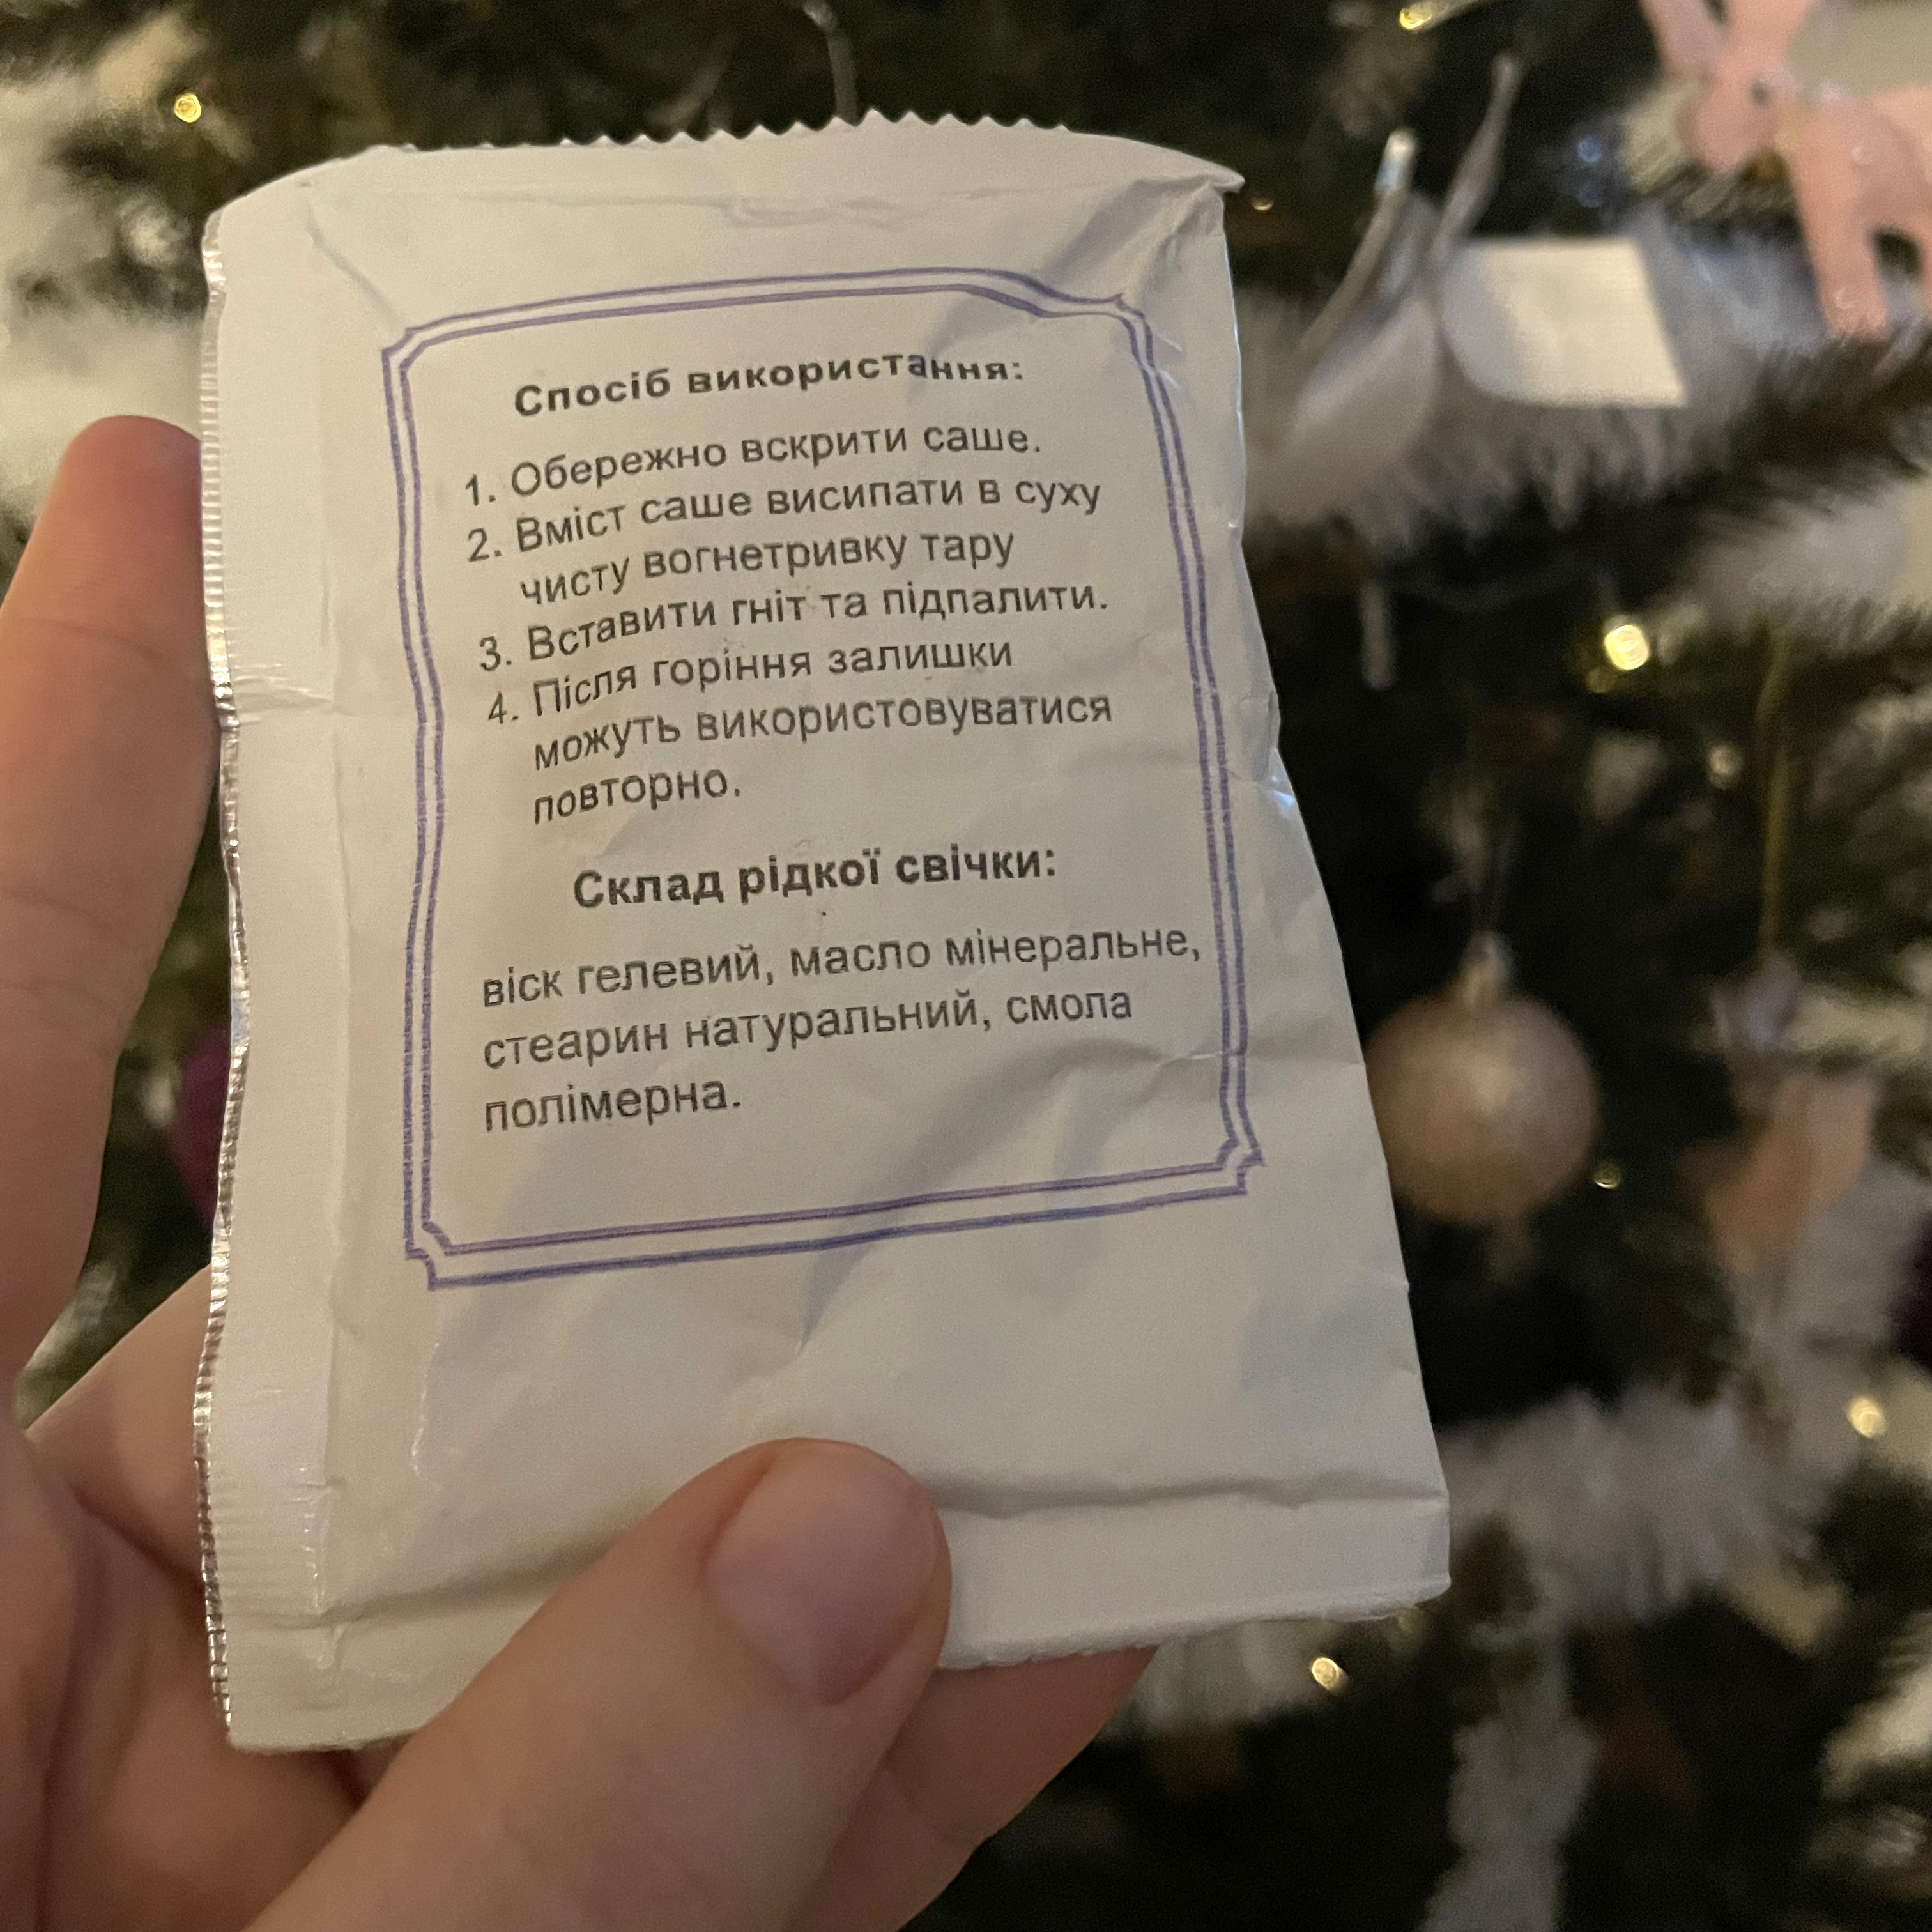 Спосіб використання:
1. Обережно вскрити саше.
2. Вміст саше висипати в суху
чисту вогнетривку тару
3. Вставити гніт та підпалити.
4. Після горіння залишки
можуть використовуватися
повторно.
Склад рідкої свічки:
віск гелевий, масло мінеральне,
стеарин натуральний, смола
полімерна.